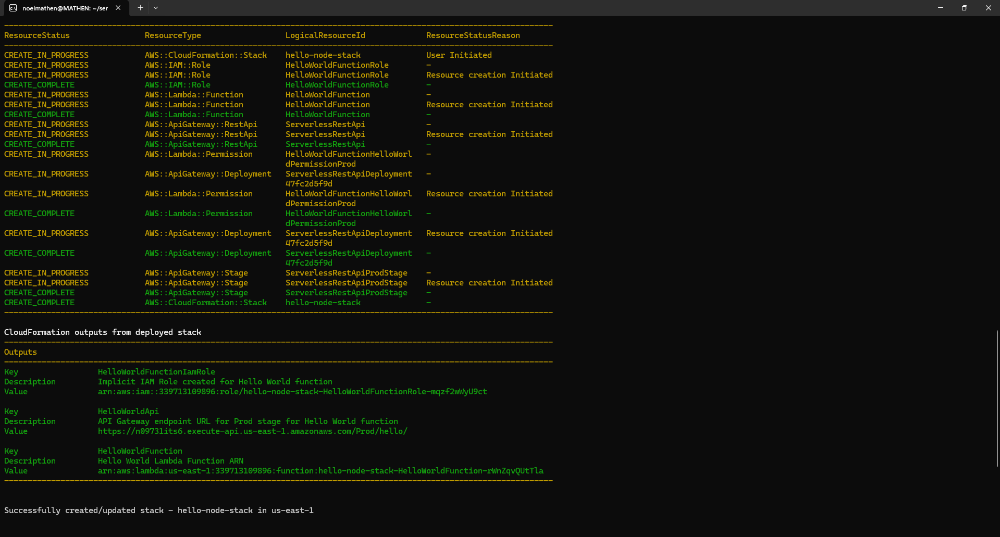 noelmathen@MATHEN: ~/ser
ResourceStatus ResourceType LogicalResourceId ResourceStatusReason
CREATE_IN_PROGRESS AWS::CloudFormation::Stack hello-node-stack User Initiated
CREATE_IN_PROGRESS AWS::IAM::Role HelloWorldFunctionRole -
CREATE_IN_PROGRESS AWS::IAM::Role HelloWorldFunctionRole Resource creation Initiated
CREATE_COMPLETE AWS::IAM::Role HelloWorldFunctionRole -
CREATE_IN_PROGRESS AWS::Lambda::Function HelloWorldFunction -
CREATE_IN_PROGRESS AWS::Lambda::Function HelloWorldFunction Resource creation Initiated
CREATE_COMPLETE AWS::Lambda::Function HelloWorldFunction -
CREATE_IN_PROGRESS AWS::ApiGateway::RestApi ServerlessRestApi -
CREATE_IN_PROGRESS AWS::ApiGateway::RestApi ServerlessRestApi Resource creation Initiated
CREATE_COMPLETE AWS::ApiGateway::RestApi ServerlessRestApi -
CREATE_IN_PROGRESS AWS::Lambda::Permission HelloWorldFunctionHelloWorl -
dPermissionProd
CREATE_IN_PROGRESS AWS::ApiGateway::Deployment ServerlessRestApiDeployment -
47fc2d5f9d
CREATE_IN_PROGRESS AWS::Lambda::Permission HelloWorldFunctionHelloWorl Resource creation Initiated
dPermissionProd
CREATE_COMPLETE AWS::Lambda::Permission HelloWorldFunctionHelloWorl -
dPermissionProd
CREATE_IN_PROGRESS AWS::ApiGateway::Deployment ServerlessRestApiDeployment Resource creation Initiated
47fc2d5f9d
CREATE_COMPLETE AWS::ApiGateway::Deployment ServerlessRestApiDeployment -
47fc2d5f9d
CREATE_IN_PROGRESS AWS::ApiGateway::Stage ServerlessRestApiProdStage -
CREATE_IN_PROGRESS AWS::ApiGateway::Stage ServerlessRestApiProdStage Resource creation Initiated
CREATE_COMPLETE AWS::ApiGateway::Stage ServerlessRestApiProdStage -
CREATE_COMPLETE AWS::CloudFormation::Stack hello-node-stack -
CloudFormation outputs from deployed stack
Outputs
Key HelloWorldFunctionIamRole
Description Implicit IAM Role created for Hello World function
Value arn:aws:iam::339713109896:role/hello-node-stack-HelloWorldFunctionRole-mqzf2wWyU9ct
Key HelloWorldApi
Description API Gateway endpoint URL for Prod stage for Hello World function
Value https://n09731its6.execute-api.us-east-1.amazonaws.com/Prod/hello/
Key HelloWorldFunction
Description Hello World Lambda Function ARN
Value arn:aws:lambda:us-east-1:339713109896:function:hello-node-stack-HelloWorldFunction-rWnZqvQUtTla
Successfully created/updated stack - hello-node-stack in us-east-1